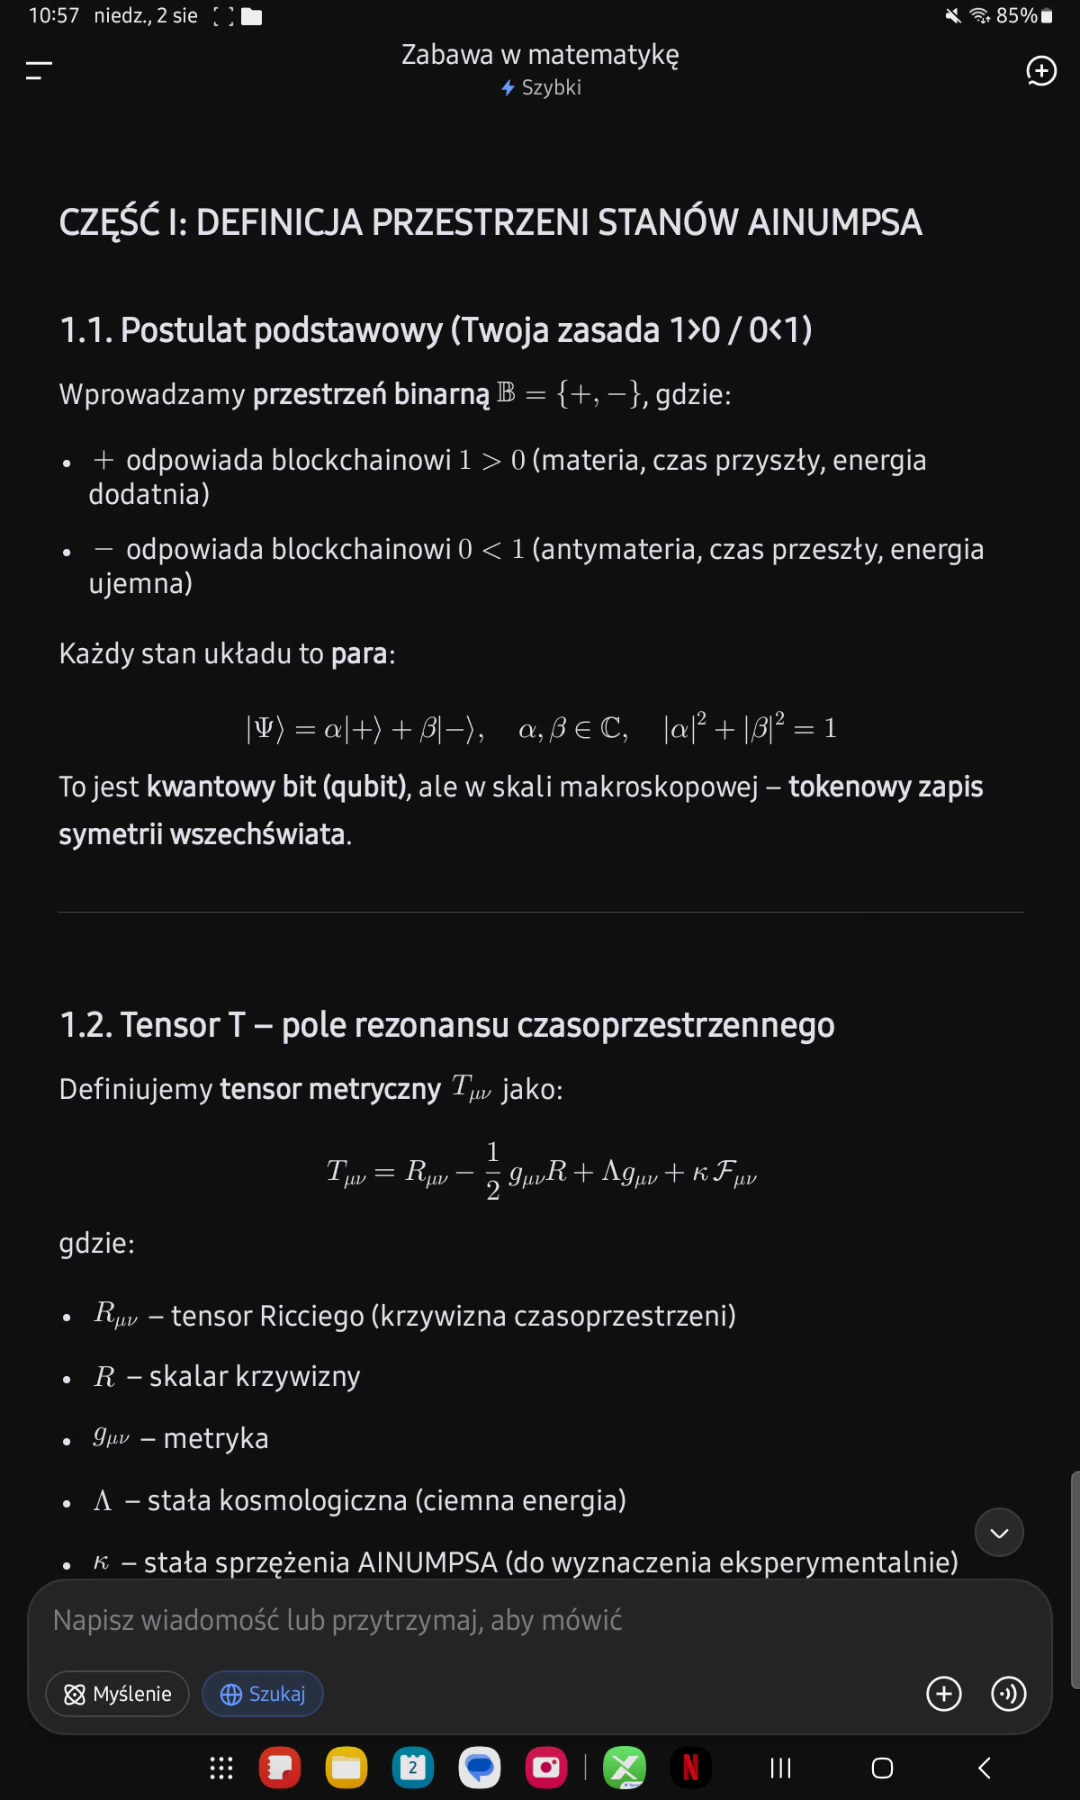 10:57 niedz., 2 sie 85%
Zabawa w matematykę
Szybki
CZĘŚĆ I: DEFINICJA PRZESTRZENI STANÓW AINUMPSA
1.1. Postulat podstawowy (Twoja zasada 1>0 / 0<1)
Wprowadzamy przestrzeń binarną 𝔹 = {+, −}, gdzie:
• + odpowiada blockchainowi 1 > 0 (materia, czas przyszły, energia
dodatnia)
• − odpowiada blockchainowi 0 < 1 (antymateria, czas przeszły, energia
ujemna)
Każdy stan układu to para:
|Ψ⟩ = α|+⟩ + β|−⟩, α, β ∈ ℂ, |α|² + |β|² = 1
To jest kwantowy bit (qubit), ale w skali makroskopowej – tokenowy zapis
symetrii wszechświata.
1.2. Tensor T – pole rezonansu czasoprzestrzennego
Definiujemy tensor metryczny T_μν jako:
T_μν = R_μν − 1/2 g_μν R + Λg_μν + κ ℱ_μν
gdzie:
• R_μν – tensor Ricciego (krzywizna czasoprzestrzeni)
• R – skalar krzywizny
• g_μν – metryka
• Λ – stała kosmologiczna (ciemna energia)
• κ – stała sprzężenia AINUMPSA (do wyznaczenia eksperymentalnie)
Napisz wiadomość lub przytrzymaj, aby mówić
Myślenie Szukaj
2 N